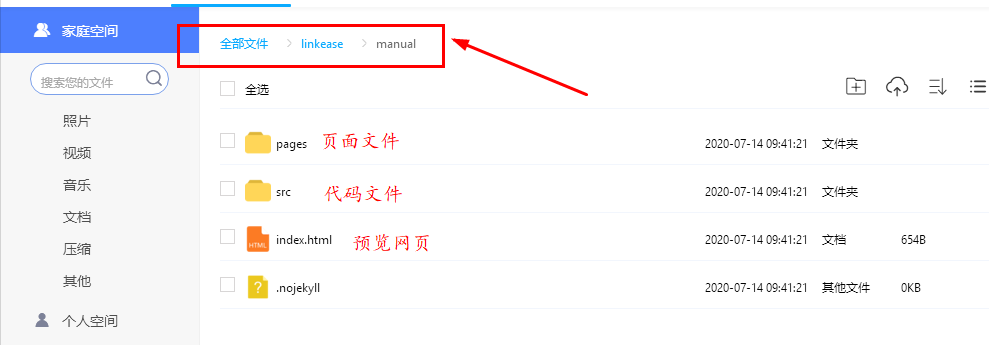 家庭空间
搜索您的文件
照片
视频
音乐
文档
压缩
其他
个人空间
全部文件 linkease manual
全选
pages 页面文件 2020-07-14 09:41:21 文件夹
src 代码文件 2020-07-14 09:41:21 文件夹
HTML index.html 预览网页 2020-07-14 09:41:21 文档 654B
? .nojekyll 2020-07-14 09:41:21 其他文件 0KB